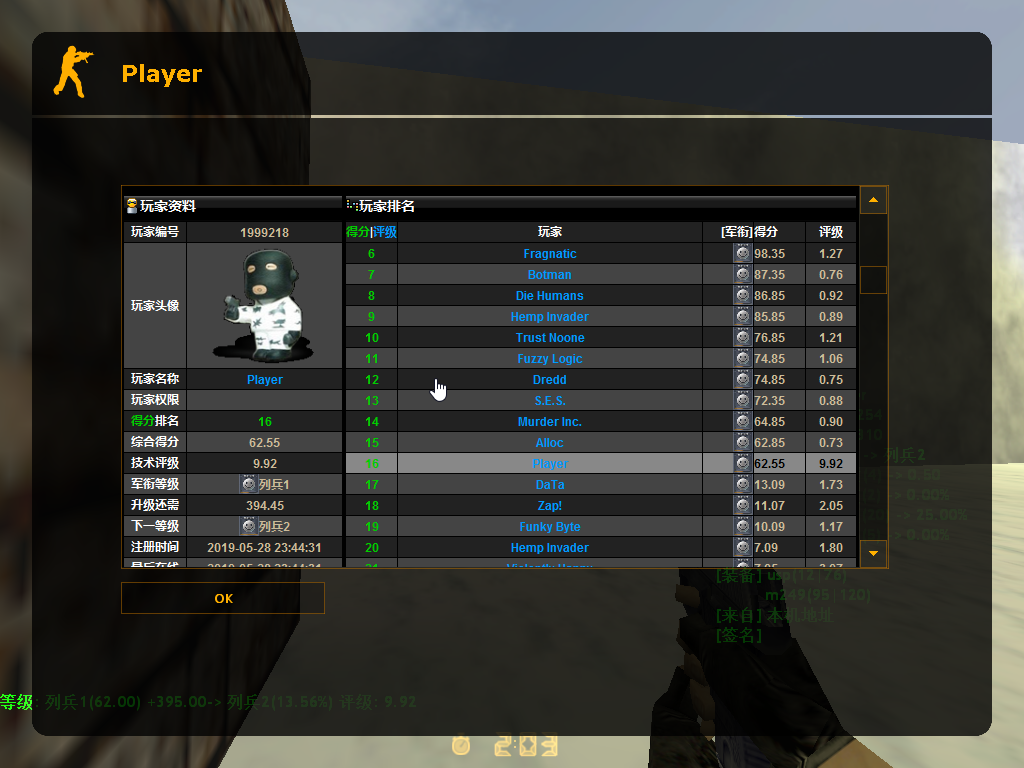 Player
玩家资料
玩家排名
玩家编号 1999218
得分|评级 玩家 [军衔]得分 评级
玩家头像
6 Fragnatic 98.35 1.27
7 Botman 87.35 0.76
8 Die Humans 86.85 0.92
9 Hemp Invader 85.85 0.89
10 Trust Noone 76.85 1.21
11 Fuzzy Logic 74.85 1.06
玩家名称 Player
12 Dredd 74.85 0.75
玩家权限
13 S.E.S. 72.35 0.88
得分排名 16
14 Murder Inc. 64.85 0.90
综合得分 62.55
15 Alloc 62.85 0.73
技术评级 9.92
16 Player 62.55 9.92
军衔等级 列兵1
17 DaTa 13.09 1.73
升级还需 394.45
18 Zap! 11.07 2.05
下一等级 列兵2
19 Funky Byte 10.09 1.17
注册时间 2019-05-28 23:44:31
20 Hemp Invader 7.09 1.80
OK
-> 列兵2
-> 0.50
-> 0.00%
-> 25.00%
-> 0.00%
[装备] usp(12|78)
m249(95|120)
[来自] 本机地址
[签名]
等级: 列兵1(62.00) +395.00-> 列兵2(13.56%) 评级: 9.92
2:03